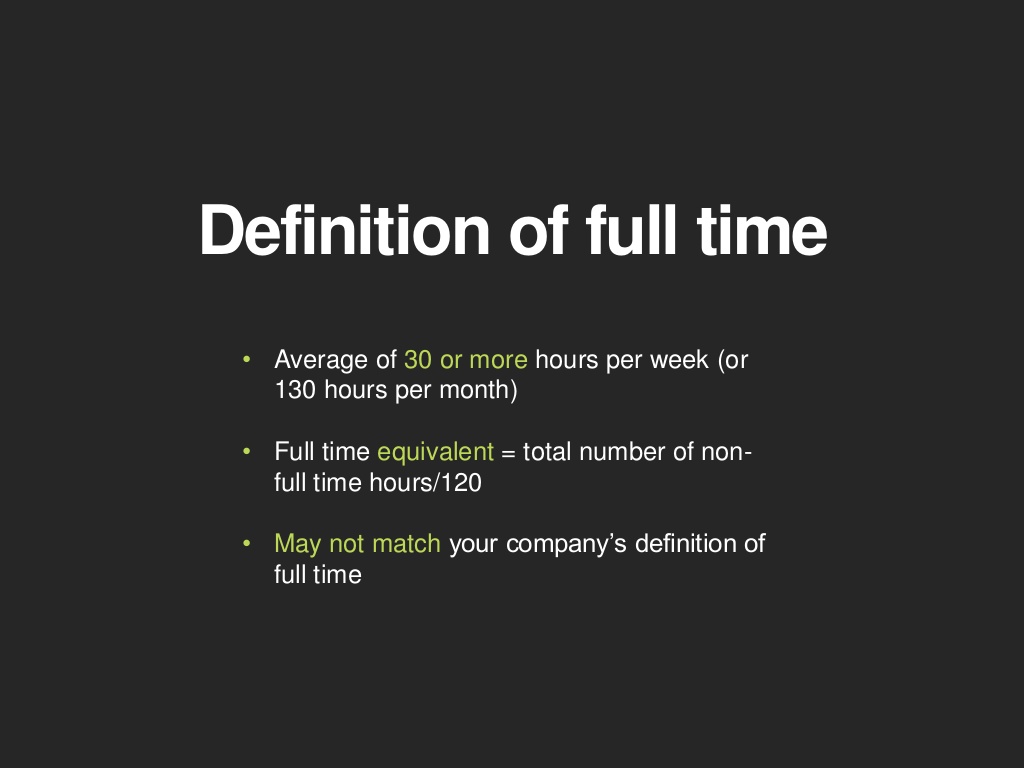 Definition of full time
• Average of 30 or more hours per week (or
130 hours per month)
• Full time equivalent = total number of non-
full time hours/120
• May not match your company’s definition of
full time